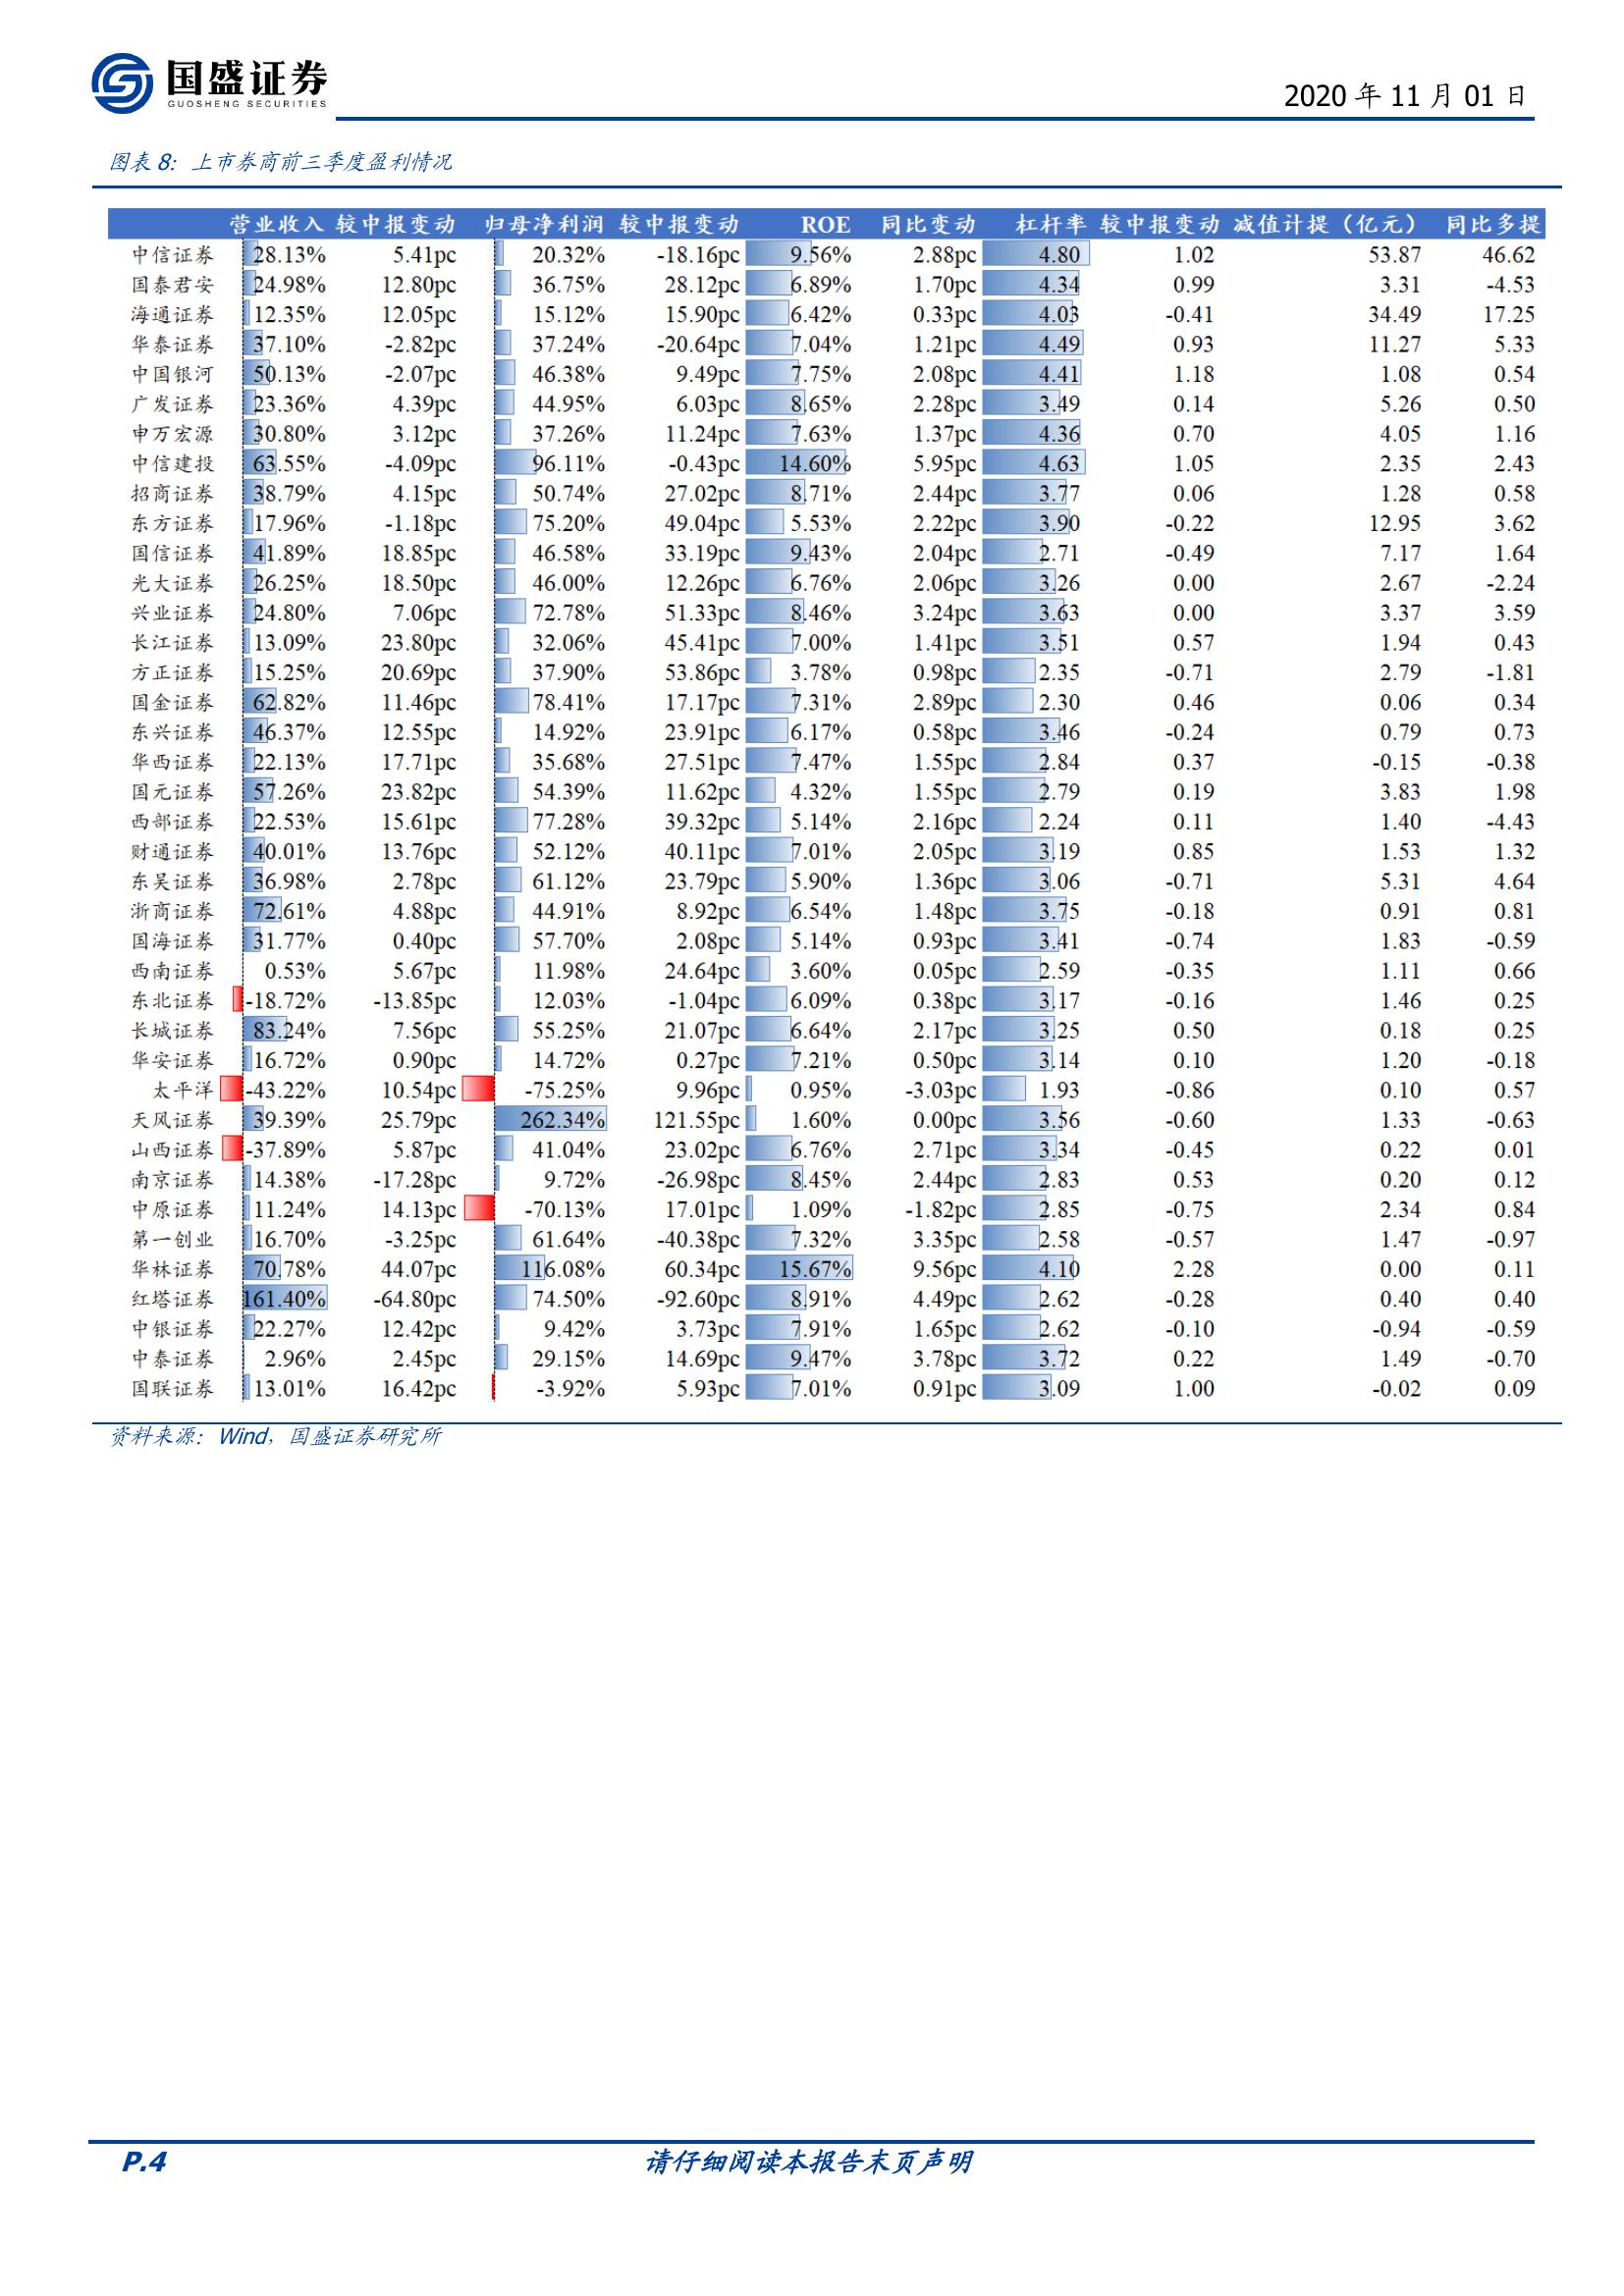 国盛证券
GUOSHENG SECURITIES
2020 年 11 月 01 日
图表 8: 上市券商前三季度盈利情况
营业收入 较中报变动 归母净利润 较中报变动 ROE 同比变动 杠杆率 较中报变动 减值计提（亿元） 同比多提
中信证券 28.13% 5.41pc 20.32% -18.16pc 9.56% 2.88pc 4.80 1.02 53.87 46.62
国泰君安 24.98% 12.80pc 36.75% 28.12pc 6.89% 1.70pc 4.34 0.99 3.31 -4.53
海通证券 12.35% 12.05pc 15.12% 15.90pc 6.42% 0.33pc 4.03 -0.41 34.49 17.25
华泰证券 37.10% -2.82pc 37.24% -20.64pc 7.04% 1.21pc 4.49 0.93 11.27 5.33
中国银河 50.13% -2.07pc 46.38% 9.49pc 7.75% 2.08pc 4.41 1.18 1.08 0.54
广发证券 23.36% 4.39pc 44.95% 6.03pc 8.65% 2.28pc 3.49 0.14 5.26 0.50
申万宏源 30.80% 3.12pc 37.26% 11.24pc 7.63% 1.37pc 4.36 0.70 4.05 1.16
中信建投 63.55% -4.09pc 96.11% -0.43pc 14.60% 5.95pc 4.63 1.05 2.35 2.43
招商证券 38.79% 4.15pc 50.74% 27.02pc 8.71% 2.44pc 3.77 0.06 1.28 0.58
东方证券 17.96% -1.18pc 75.20% 49.04pc 5.53% 2.22pc 3.90 -0.22 12.95 3.62
国信证券 41.89% 18.85pc 46.58% 33.19pc 9.43% 2.04pc 2.71 -0.49 7.17 1.64
光大证券 26.25% 18.50pc 46.00% 12.26pc 6.76% 2.06pc 3.26 0.00 2.67 -2.24
兴业证券 24.80% 7.06pc 72.78% 51.33pc 8.46% 3.24pc 3.63 0.00 3.37 3.59
长江证券 13.09% 23.80pc 32.06% 45.41pc 7.00% 1.41pc 3.51 0.57 1.94 0.43
方正证券 15.25% 20.69pc 37.90% 53.86pc 3.78% 0.98pc 2.35 -0.71 2.79 -1.81
国金证券 62.82% 11.46pc 78.41% 17.17pc 7.31% 2.89pc 2.30 0.46 0.06 0.34
东兴证券 46.37% 12.55pc 14.92% 23.91pc 6.17% 0.58pc 3.46 -0.24 0.79 0.73
华西证券 22.13% 17.71pc 35.68% 27.51pc 7.47% 1.55pc 2.84 0.37 -0.15 -0.38
国元证券 57.26% 23.82pc 54.39% 11.62pc 4.32% 1.55pc 2.79 0.19 3.83 1.98
西部证券 22.53% 15.61pc 77.28% 39.32pc 5.14% 2.16pc 2.24 0.11 1.40 -4.43
财通证券 40.01% 13.76pc 52.12% 40.11pc 7.01% 2.05pc 3.19 0.85 1.53 1.32
东吴证券 36.98% 2.78pc 61.12% 23.79pc 5.90% 1.36pc 3.06 -0.71 5.31 4.64
浙商证券 72.61% 4.88pc 44.91% 8.92pc 6.54% 1.48pc 3.75 -0.18 0.91 0.81
国海证券 31.77% 0.40pc 57.70% 2.08pc 5.14% 0.93pc 3.41 -0.74 1.83 -0.59
西南证券 0.53% 5.67pc 11.98% 24.64pc 3.60% 0.05pc 2.59 -0.35 1.11 0.66
东北证券 -18.72% -13.85pc 12.03% -1.04pc 6.09% 0.38pc 3.17 -0.16 1.46 0.25
长城证券 83.24% 7.56pc 55.25% 21.07pc 6.64% 2.17pc 3.25 0.50 0.18 0.25
华安证券 16.72% 0.90pc 14.72% 0.27pc 7.21% 0.50pc 3.14 0.10 1.20 -0.18
太平洋 -43.22% 10.54pc -75.25% 9.96pc 0.95% -3.03pc 1.93 -0.86 0.10 0.57
天风证券 39.39% 25.79pc 262.34% 121.55pc 1.60% 0.00pc 3.56 -0.60 1.33 -0.63
山西证券 -37.89% 5.87pc 41.04% 23.02pc 6.76% 2.71pc 3.34 -0.45 0.22 0.01
南京证券 14.38% -17.28pc 9.72% -26.98pc 8.45% 2.44pc 2.83 0.53 0.20 0.12
中原证券 11.24% 14.13pc -70.13% 17.01pc 1.09% -1.82pc 2.85 -0.75 2.34 0.84
第一创业 16.70% -3.25pc 61.64% -40.38pc 7.32% 3.35pc 2.58 -0.57 1.47 -0.97
华林证券 70.78% 44.07pc 116.08% 60.34pc 15.67% 9.56pc 4.10 2.28 0.00 0.11
红塔证券 161.40% -64.80pc 74.50% -92.60pc 8.91% 4.49pc 2.62 -0.28 0.40 0.40
中银证券 22.27% 12.42pc 9.42% 3.73pc 7.91% 1.65pc 2.62 -0.10 -0.94 -0.59
中泰证券 2.96% 2.45pc 29.15% 14.69pc 9.47% 3.78pc 3.72 0.22 1.49 -0.70
国联证券 13.01% 16.42pc -3.92% 5.93pc 7.01% 0.91pc 3.09 1.00 -0.02 0.09
资料来源：Wind，国盛证券研究所
P.4 请仔细阅读本报告末页声明